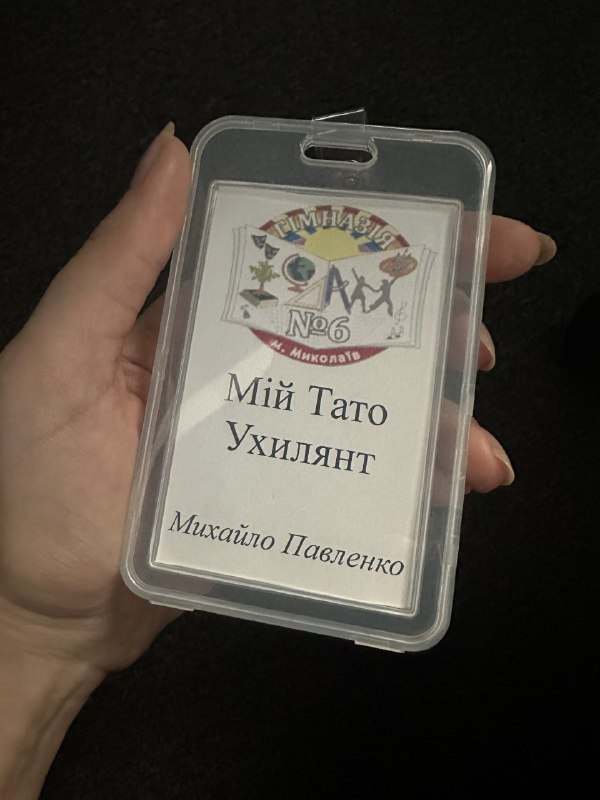 ГІМНАЗІЯ
№6
м. Миколаїв
Мій Тато
Ухилянт
Михайло Павленко